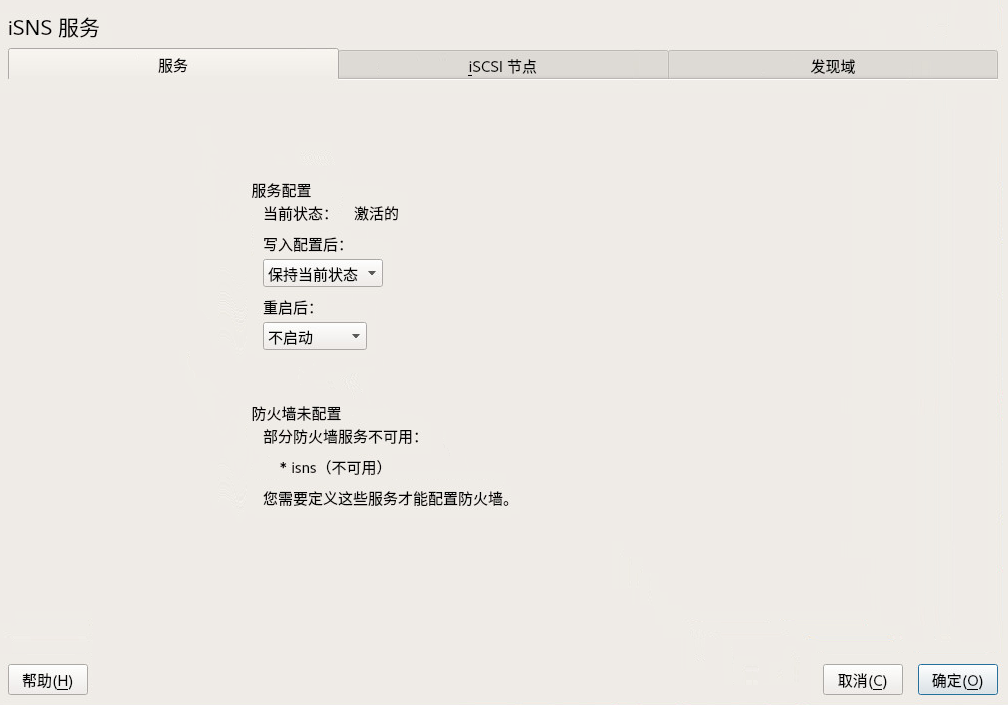 iSNS 服务
服务
iSCSI 节点
发现域
服务配置
当前状态： 激活的
写入配置后：
保持当前状态
重启后：
不启动
防火墙未配置
部分防火墙服务不可用：
* isns（不可用）
您需要定义这些服务才能配置防火墙。
帮助(H)
取消(C)
确定(O)